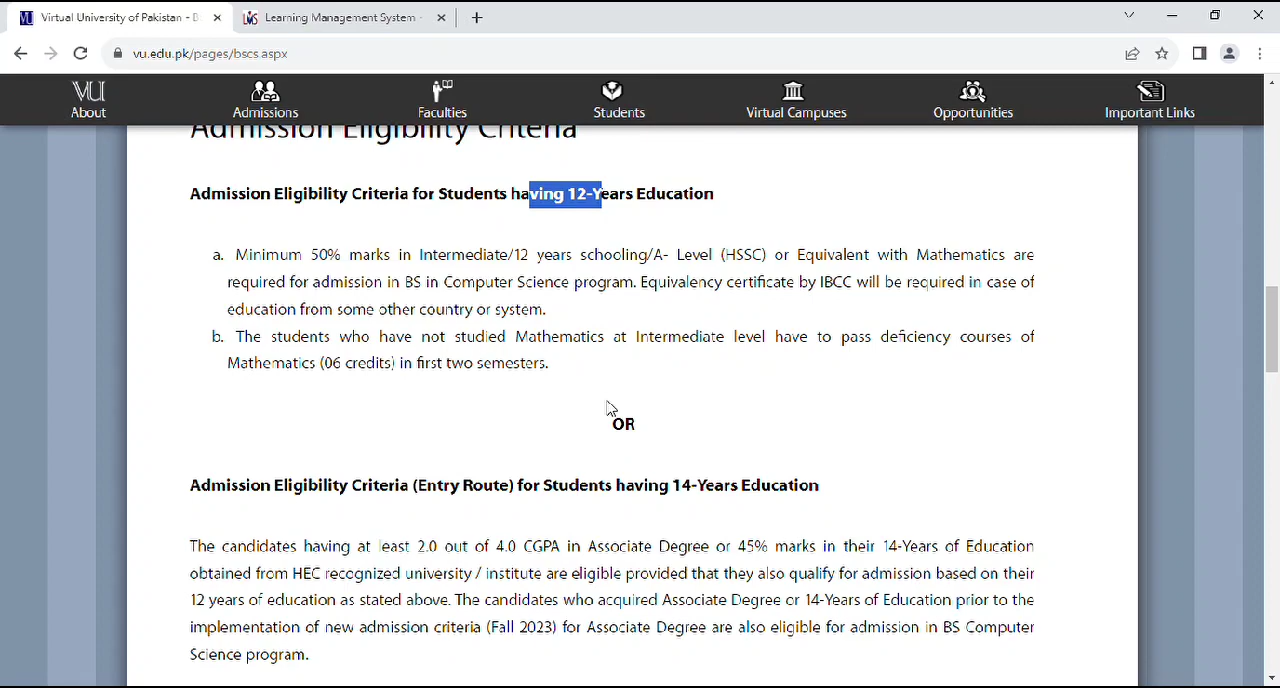 Virtual University of Pakistan - B
Learning Management System -
vu.edu.pk/pages/bscs.aspx
VU
About
Admissions
Faculties
Students
Virtual Campuses
Opportunities
Important Links
Admission Eligibility Criteria
Admission Eligibility Criteria for Students having 12-Years Education
a. Minimum 50% marks in Intermediate/12 years schooling/A- Level (HSSC) or Equivalent with Mathematics are
required for admission in BS in Computer Science program. Equivalency certificate by IBCC will be required in case of
education from some other country or system.
b. The students who have not studied Mathematics at Intermediate level have to pass deficiency courses of
Mathematics (06 credits) in first two semesters.
OR
Admission Eligibility Criteria (Entry Route) for Students having 14-Years Education
The candidates having at least 2.0 out of 4.0 CGPA in Associate Degree or 45% marks in their 14-Years of Education
obtained from HEC recognized university / institute are eligible provided that they also qualify for admission based on their
12 years of education as stated above. The candidates who acquired Associate Degree or 14-Years of Education prior to the
implementation of new admission criteria (Fall 2023) for Associate Degree are also eligible for admission in BS Computer
Science program.